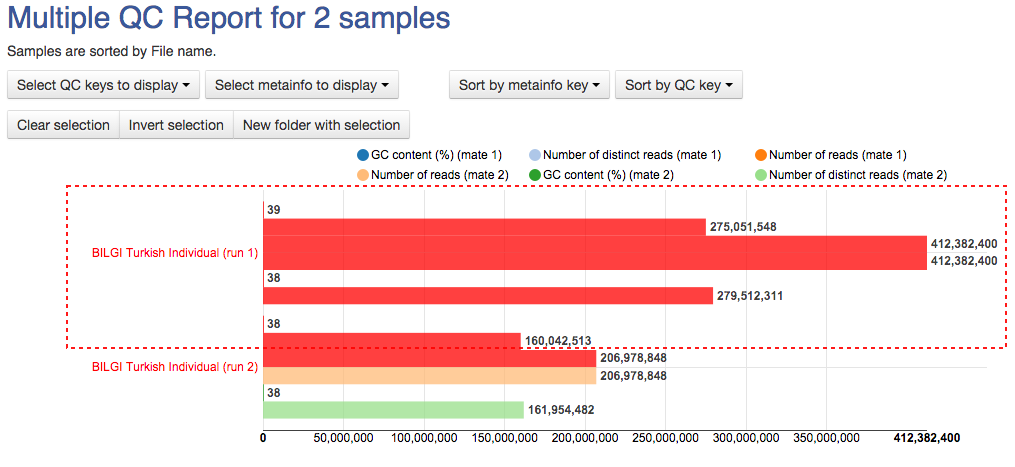 Multiple QC Report for 2 samples
Samples are sorted by File name.
Select QC keys to display Select metainfo to display Sort by metainfo key Sort by QC key
Clear selection Invert selection New folder with selection
GC content (%) (mate 1) Number of distinct reads (mate 1) Number of reads (mate 1)
Number of reads (mate 2) GC content (%) (mate 2) Number of distinct reads (mate 2)
39
275,051,548
412,382,400
BILGI Turkish Individual (run 1)
412,382,400
38
279,512,311
38
160,042,513
206,978,848
BILGI Turkish Individual (run 2)
206,978,848
38
161,954,482
0 50,000,000 100,000,000 150,000,000 200,000,000 250,000,000 300,000,000 350,000,000 412,382,400